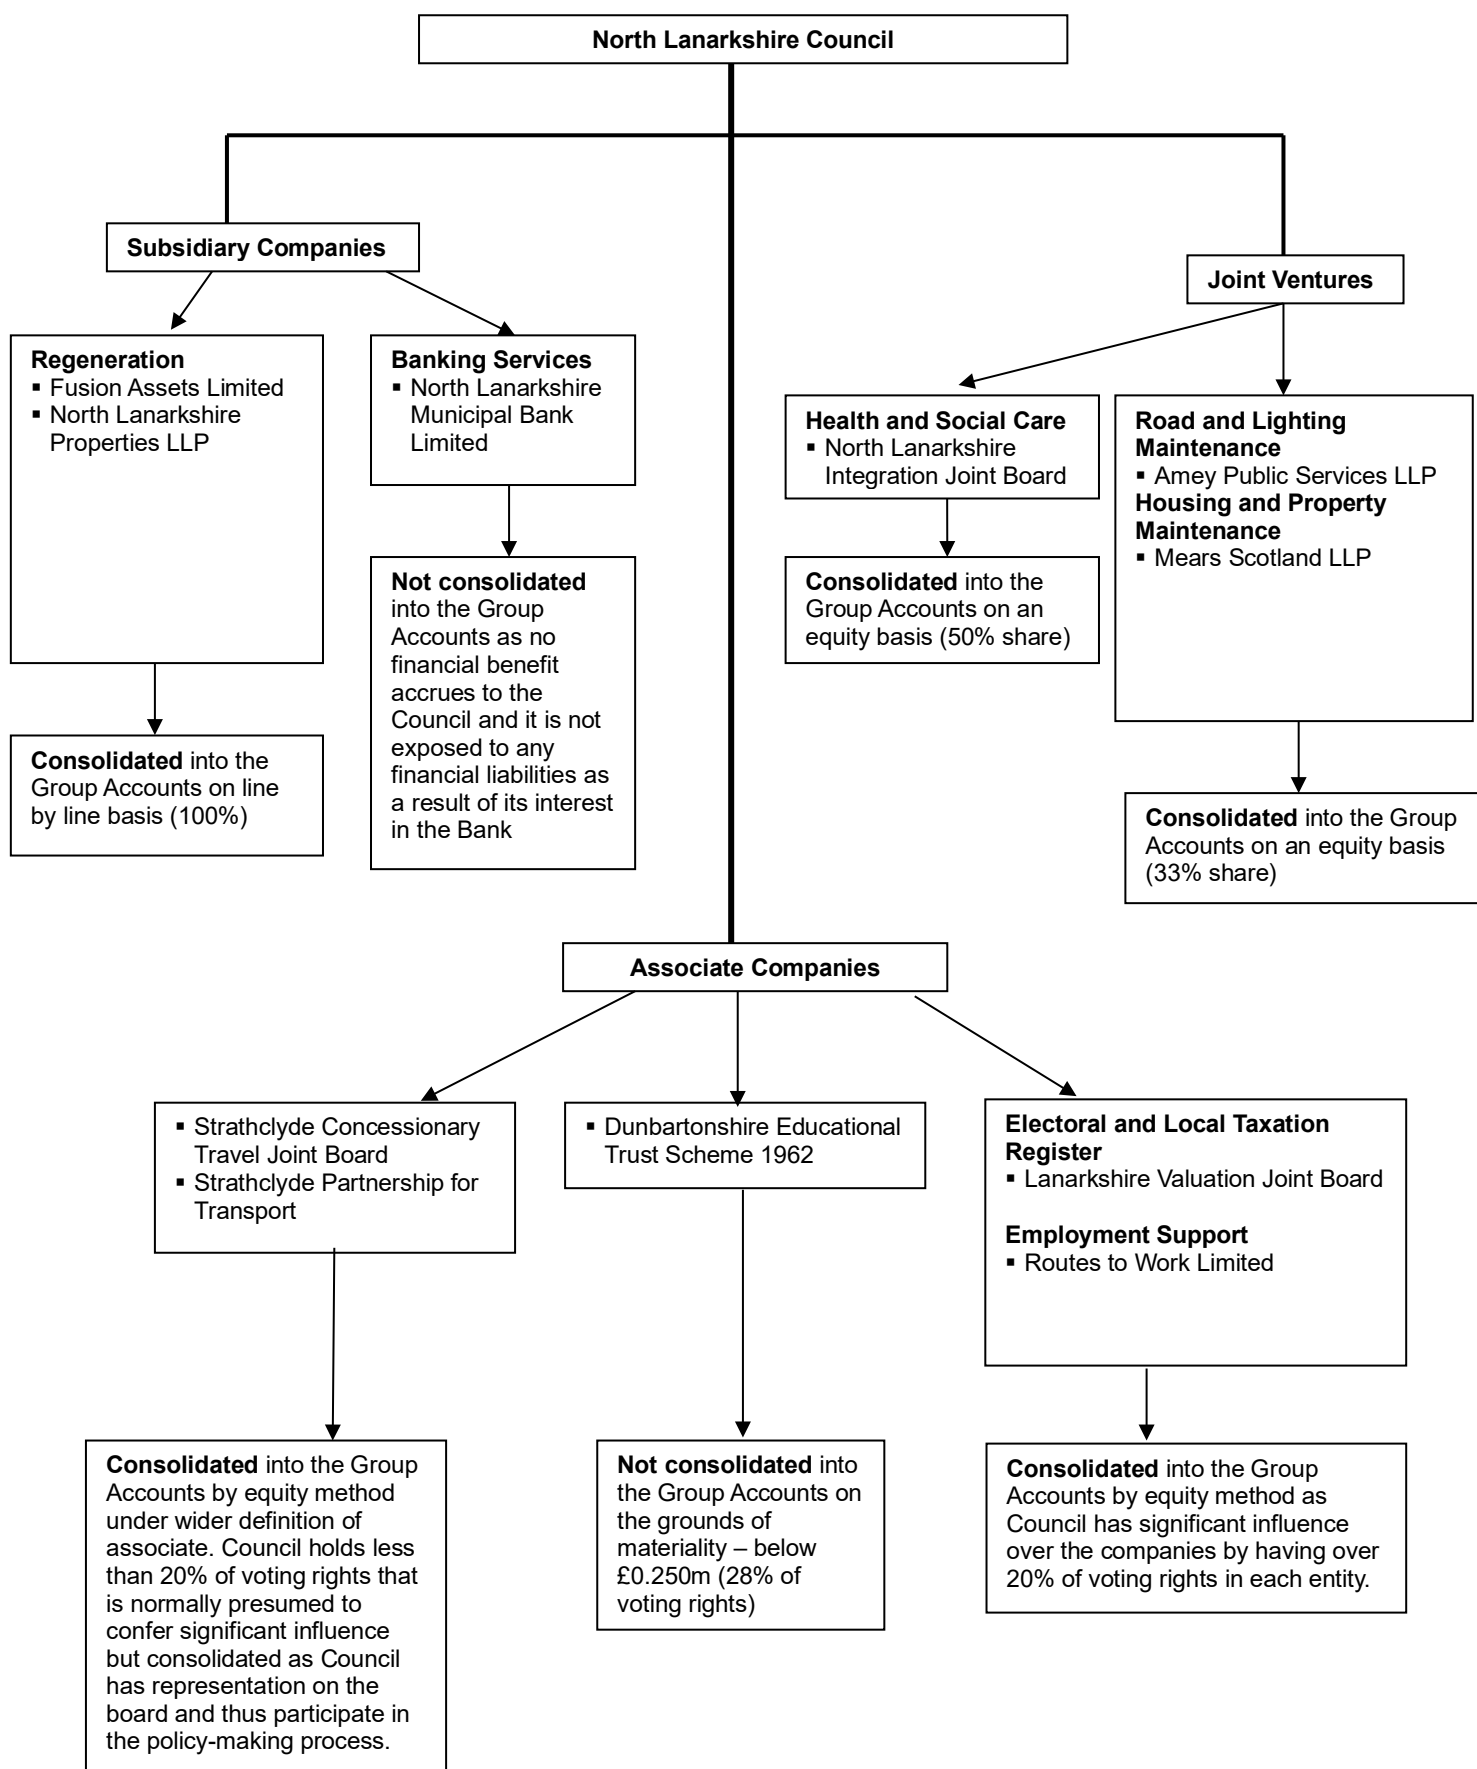 North Lanarkshire Council
Subsidiary Companies
Joint Ventures
Regeneration
▪ Fusion Assets Limited
▪ North Lanarkshire
Properties LLP
Banking Services
▪ North Lanarkshire
Municipal Bank
Limited
Health and Social Care
▪ North Lanarkshire
Integration Joint Board
Road and Lighting
Maintenance
▪ Amey Public Services LLP
Housing and Property
Maintenance
▪ Mears Scotland LLP
Consolidated into the
Group Accounts on line
by line basis (100%)
Not consolidated
into the Group
Accounts as no
financial benefit
accrues to the
Council and it is not
exposed to any
financial liabilities as
a result of its interest
in the Bank
Consolidated into the
Group Accounts on an
equity basis (50% share)
Consolidated into the Group
Accounts on an equity basis
(33% share)
Associate Companies
▪ Strathclyde Concessionary
Travel Joint Board
▪ Strathclyde Partnership for
Transport
▪ Dunbartonshire Educational
Trust Scheme 1962
Electoral and Local Taxation
Register
▪ Lanarkshire Valuation Joint Board
Employment Support
▪ Routes to Work Limited
Consolidated into the Group
Accounts by equity method
under wider definition of
associate. Council holds less
than 20% of voting rights that
is normally presumed to
confer significant influence
but consolidated as Council
has representation on the
board and thus participate in
the policy-making process.
Not consolidated into
the Group Accounts on
the grounds of
materiality – below
£0.250m (28% of
voting rights)
Consolidated into the Group
Accounts by equity method as
Council has significant influence
over the companies by having over
20% of voting rights in each entity.